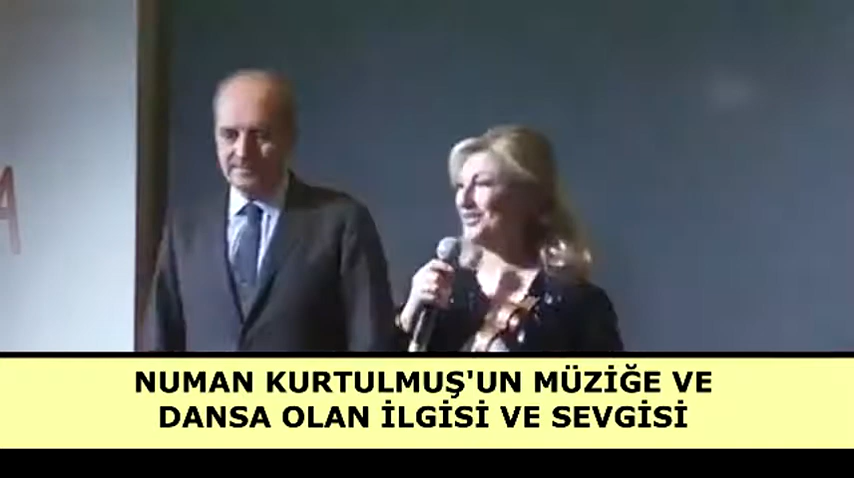 A
NUMAN KURTULMUŞ'UN MÜZİĞE VE
DANSA OLAN İLGİSİ VE SEVGİSİ